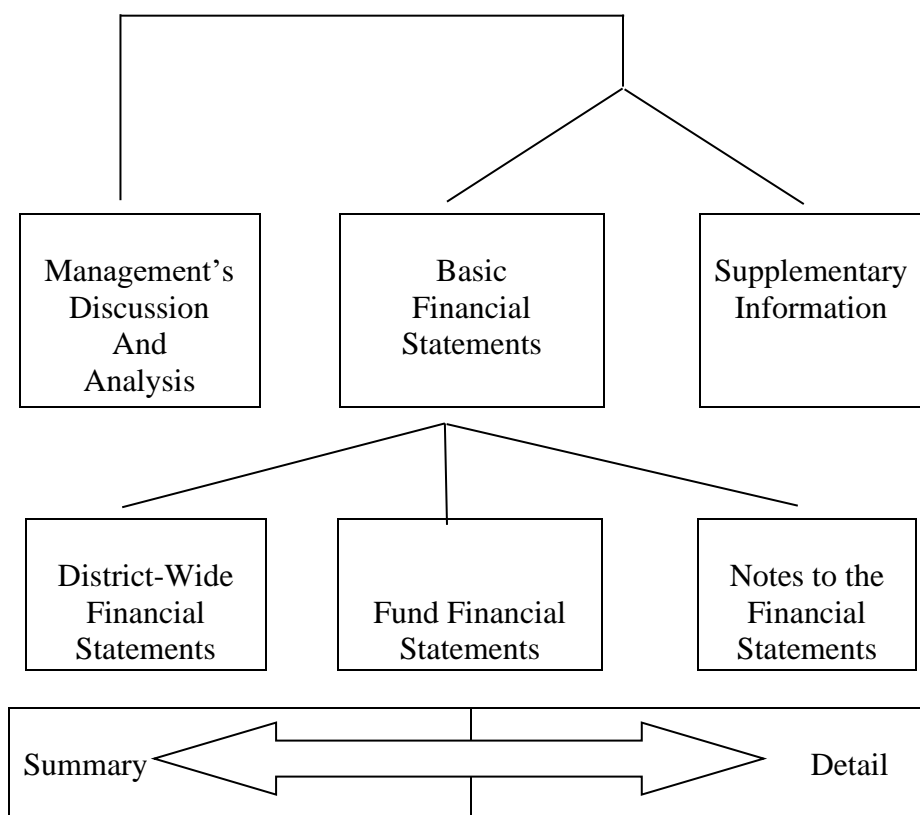 Management’s
Discussion
And
Analysis
Basic
Financial
Statements
Supplementary
Information
District-Wide
Financial
Statements
Fund Financial
Statements
Notes to the
Financial
Statements
Summary
Detail